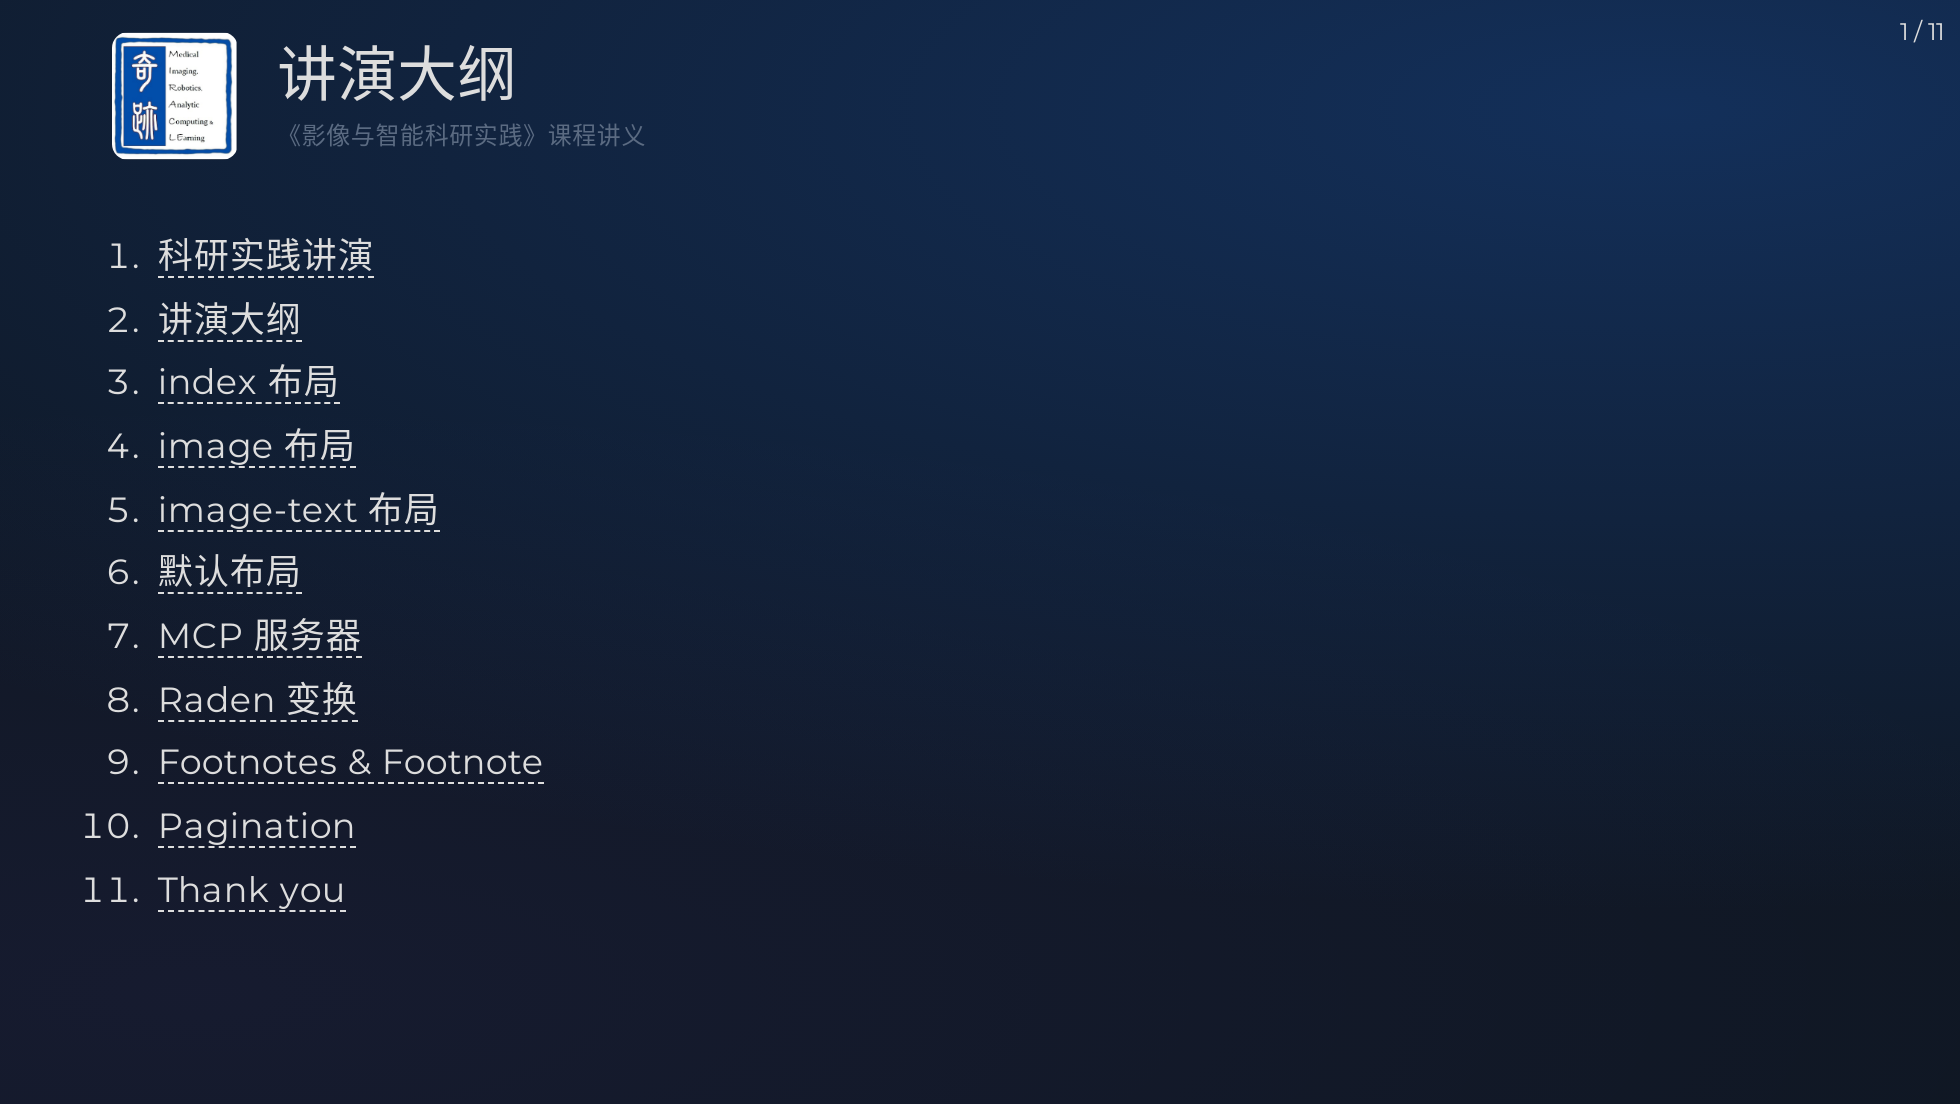 1 / 11
奇跡
Medical
Imaging,
Robotics,
Analytic
Computing &
L.Earning
讲演大纲
《影像与智能科研实践》课程讲义
1. 科研实践讲演
2. 讲演大纲
3. index 布局
4. image 布局
5. image-text 布局
6. 默认布局
7. MCP 服务器
8. Raden 变换
9. Footnotes & Footnote
10. Pagination
11. Thank you